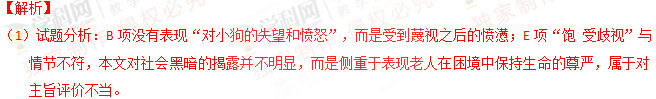 【解析】
（1）试题分析：B 项没有表现“对小狗的失望和愤怒”，而是受到蔑视之后的愤懑；E 项“饱 受歧视”与
情节不符，本文对社会黑暗的揭露并不明显，而是侧重于表现老人在困境中保持生命的尊严，属于对
主旨评价不当。